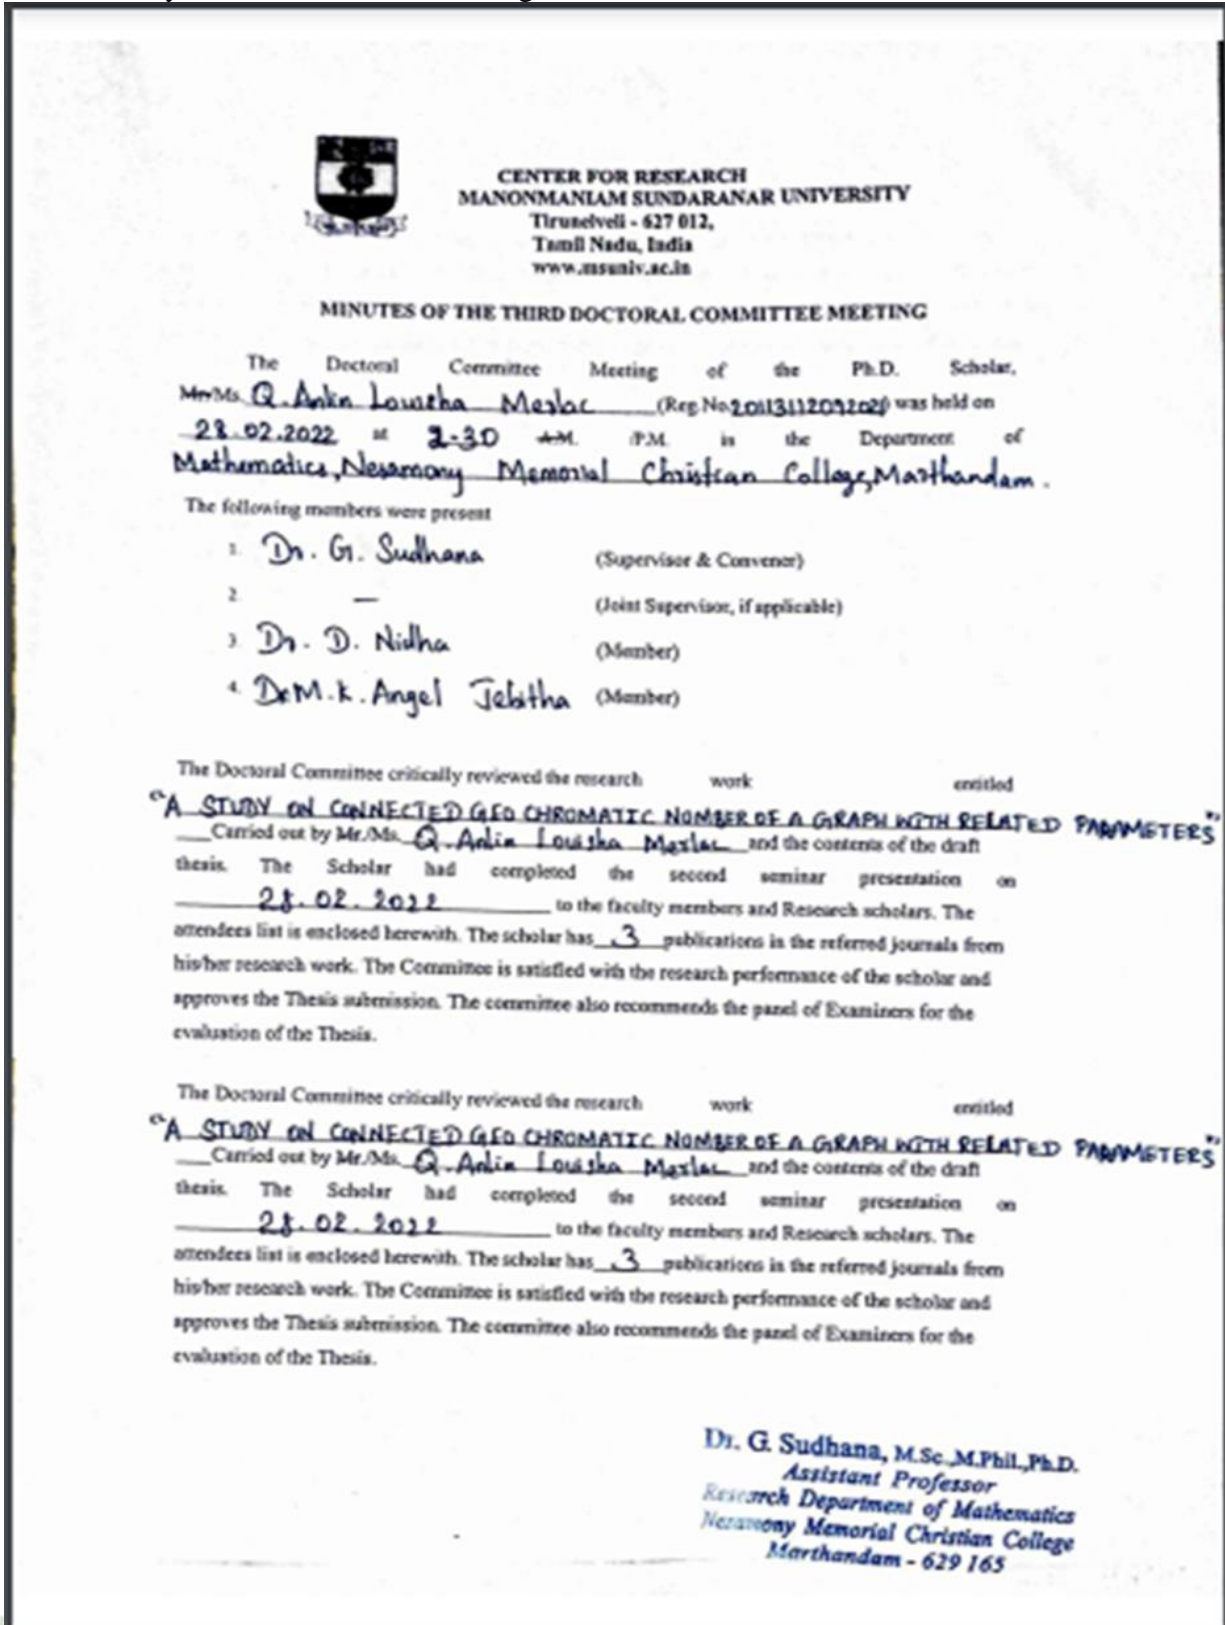 CENTER FOR RESEARCH
MANONMANIAM SUNDARANAR UNIVERSITY
Tirunelveli - 627 012,
Tamil Nadu, India
www.msuniv.ac.in
MINUTES OF THE THIRD DOCTORAL COMMITTEE MEETING
The Doctoral Committee Meeting of the Ph.D. Scholar,
Mr/Ms. Q. Anlin Louisha Merlac (Reg.No.20113112092021) was held on
28.02.2022 at 2-30 A.M. /P.M. in the Department of
Mathematics, Nesamony Memorial Christian College, Marthandam.
The following members were present
1. Dr. G. Sudhana (Supervisor & Convenor)
2. — (Joint Supervisor, if applicable)
3. Dr. D. Nidha (Member)
4. Dr M. K. Angel Jebitha (Member)
The Doctoral Committee critically reviewed the research work entitled
"A STUDY ON CONNECTED GEO CHROMATIC NUMBER OF A GRAPH WITH RELATED PARAMETERS"
Carried out by Mr./Ms. Q. Anlin Louisha Merlac and the contents of the draft
thesis. The Scholar had completed the second seminar presentation on
28.02.2022 to the faculty members and Research scholars. The
attendees list is enclosed herewith. The scholar has 3 publications in the referred journals from
his/her research work. The Committee is satisfied with the research performance of the scholar and
approves the Thesis submission. The committee also recommends the panel of Examiners for the
evaluation of the Thesis.
The Doctoral Committee critically reviewed the research work entitled
"A STUDY ON CONNECTED GEO CHROMATIC NUMBER OF A GRAPH WITH RELATED PARAMETERS"
Carried out by Mr./Ms. Q. Anlin Louisha Merlac and the contents of the draft
thesis. The Scholar had completed the second seminar presentation on
28.02.2022 to the faculty members and Research scholars. The
attendees list is enclosed herewith. The scholar has 3 publications in the referred journals from
his/her research work. The Committee is satisfied with the research performance of the scholar and
approves the Thesis submission. The committee also recommends the panel of Examiners for the
evaluation of the Thesis.
Dr. G. Sudhana, M.Sc.,M.Phil.,Ph.D.
Assistant Professor
Research Department of Mathematics
Nesamony Memorial Christian College
Marthandam - 629 165